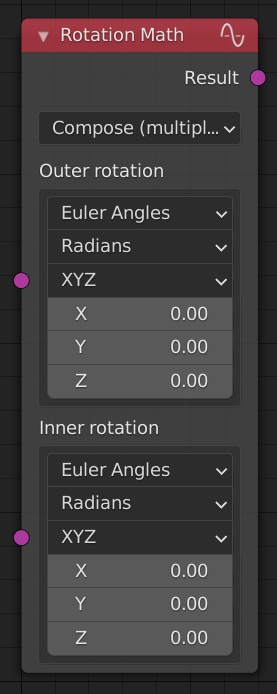 Rotation Math
Result
Compose (multipl...
Outer rotation
Euler Angles
Radians
XYZ
X 0.00
Y 0.00
Z 0.00
Inner rotation
Euler Angles
Radians
XYZ
X 0.00
Y 0.00
Z 0.00